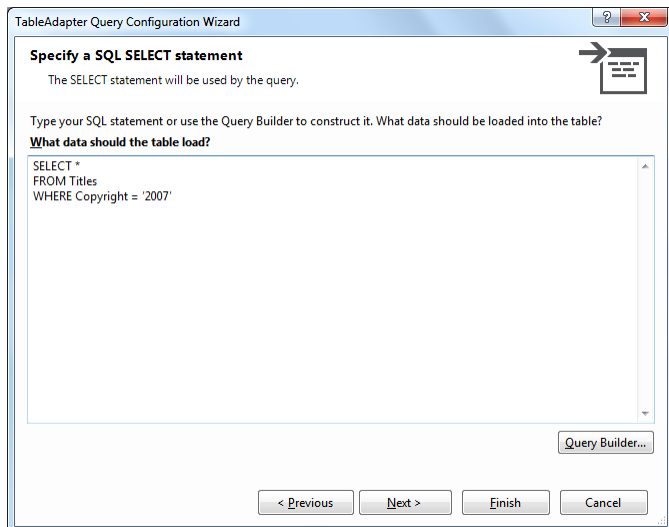 TableAdapter Query Configuration Wizard
?
Specify a SQL SELECT statement
The SELECT statement will be used by the query.
Type your SQL statement or use the Query Builder to construct it. What data should be loaded into the table?
What data should the table load?
SELECT *
FROM Titles
WHERE Copyright = '2007'
Query Builder...
< Previous
Next >
Finish
Cancel